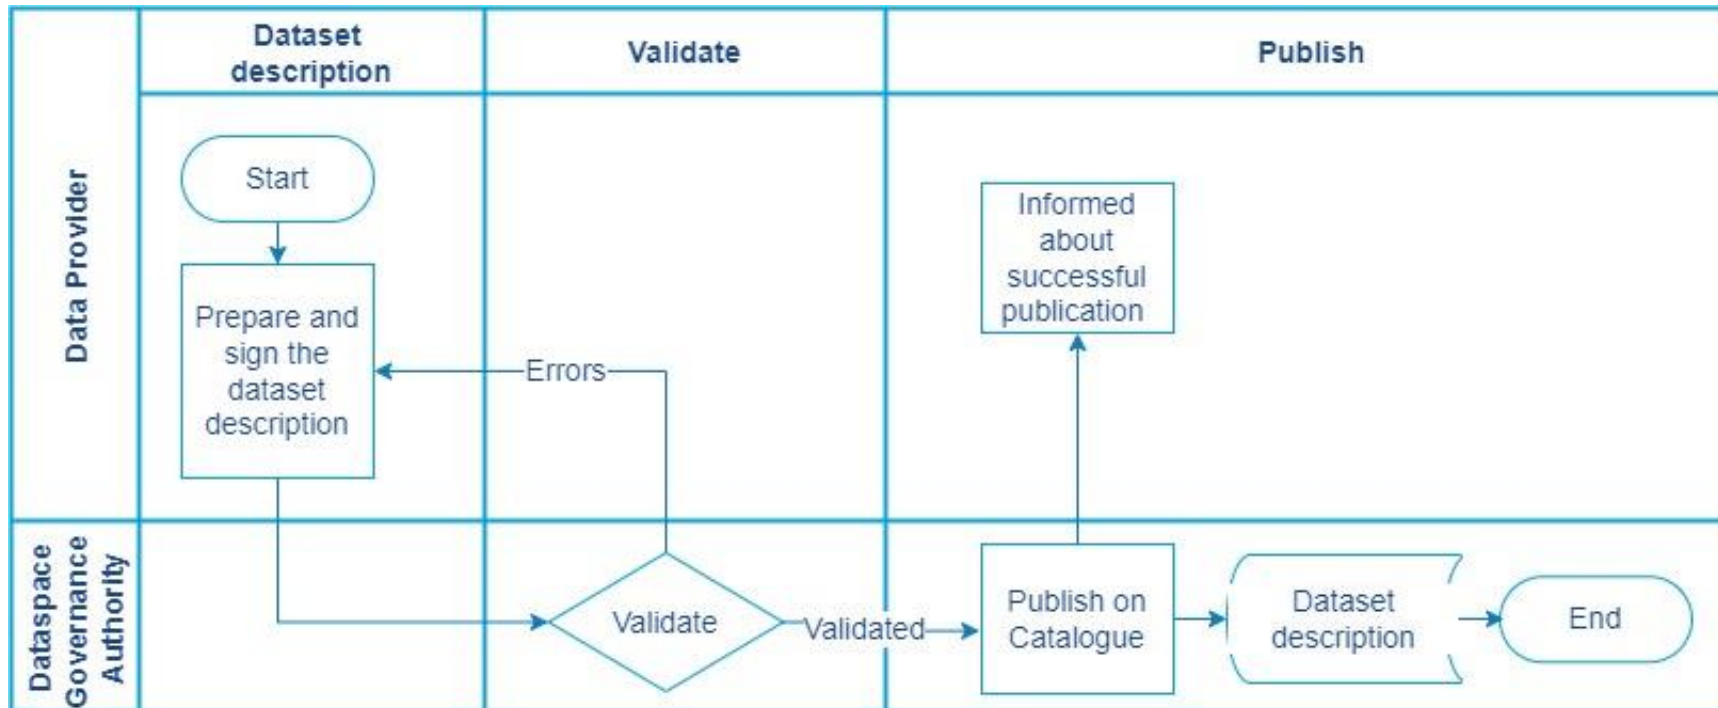 Dataset
description
Validate
Publish
Data Provider
Start
Prepare and
sign the
dataset
description
Errors
Informed
about
successful
publication
Dataspace
Governance
Authority
Validate
Validated
Publish on
Catalogue
Dataset
description
End